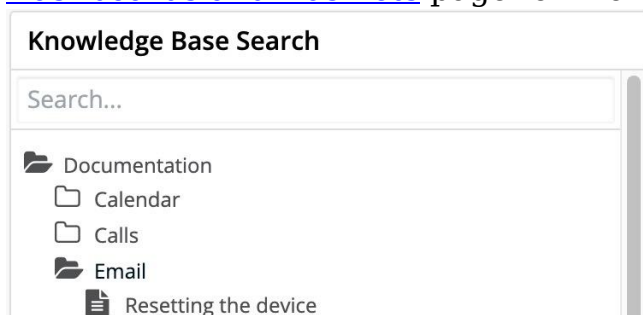 Knowledge Base Search
Search...
Documentation
Calendar
Calls
Email
Resetting the device